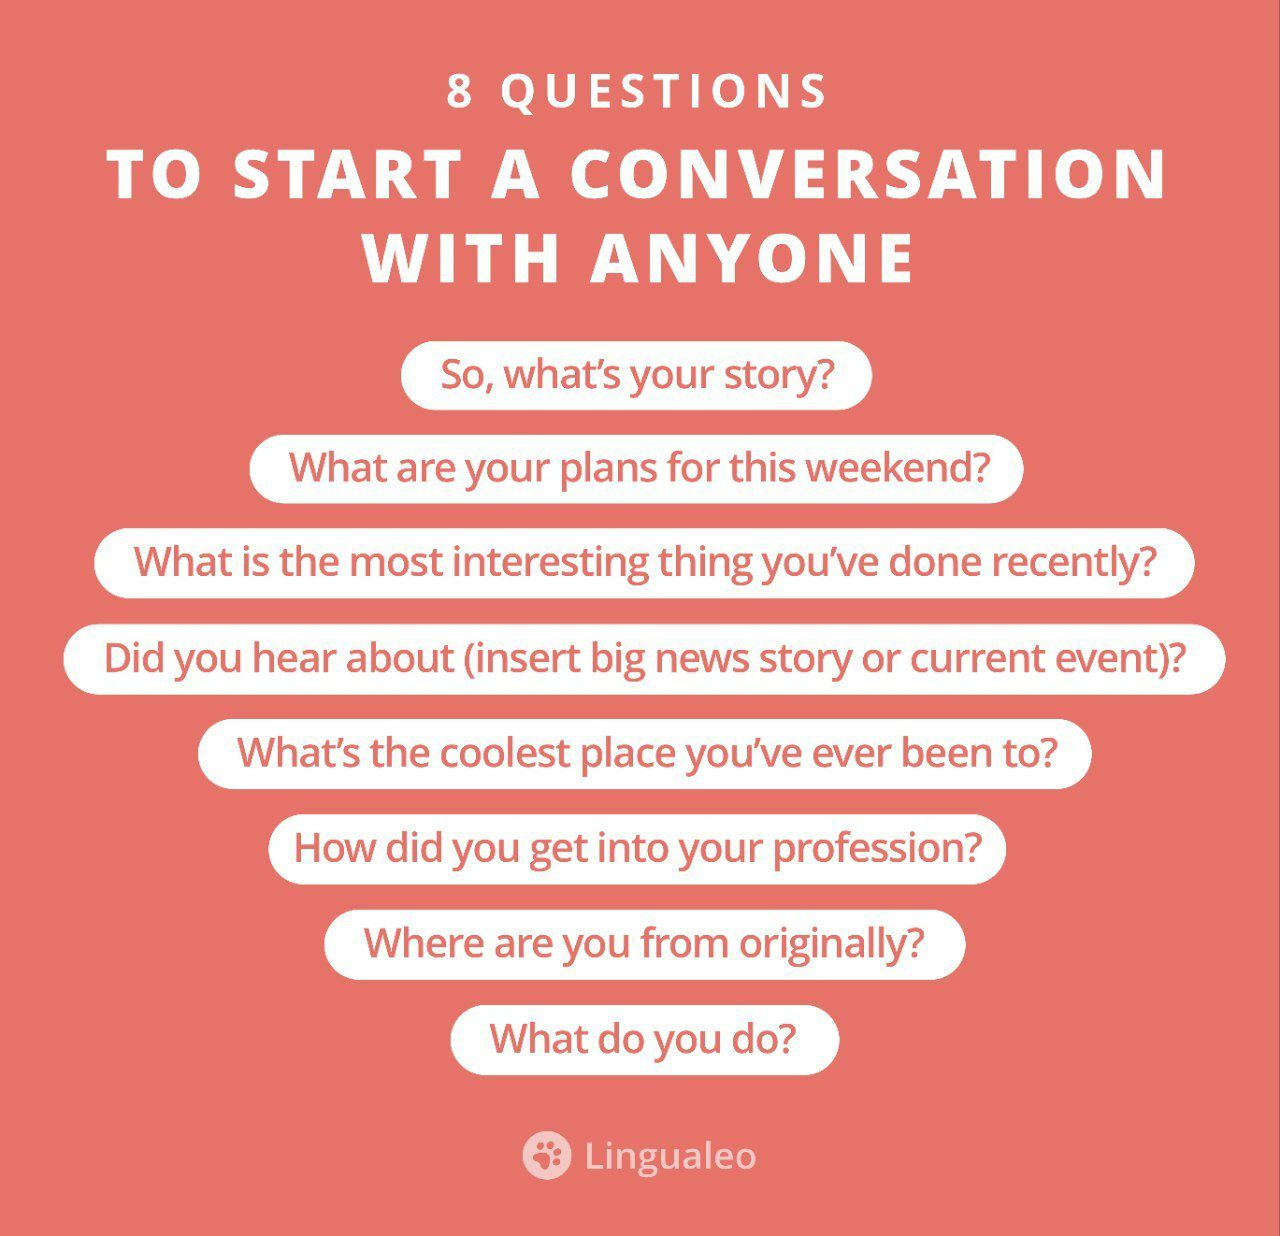 8 QUESTIONS
TO START A CONVERSATION
WITH ANYONE
So, what’s your story?
What are your plans for this weekend?
What is the most interesting thing you’ve done recently?
Did you hear about (insert big news story or current event)?
What’s the coolest place you’ve ever been to?
How did you get into your profession?
Where are you from originally?
What do you do?
Lingualeo